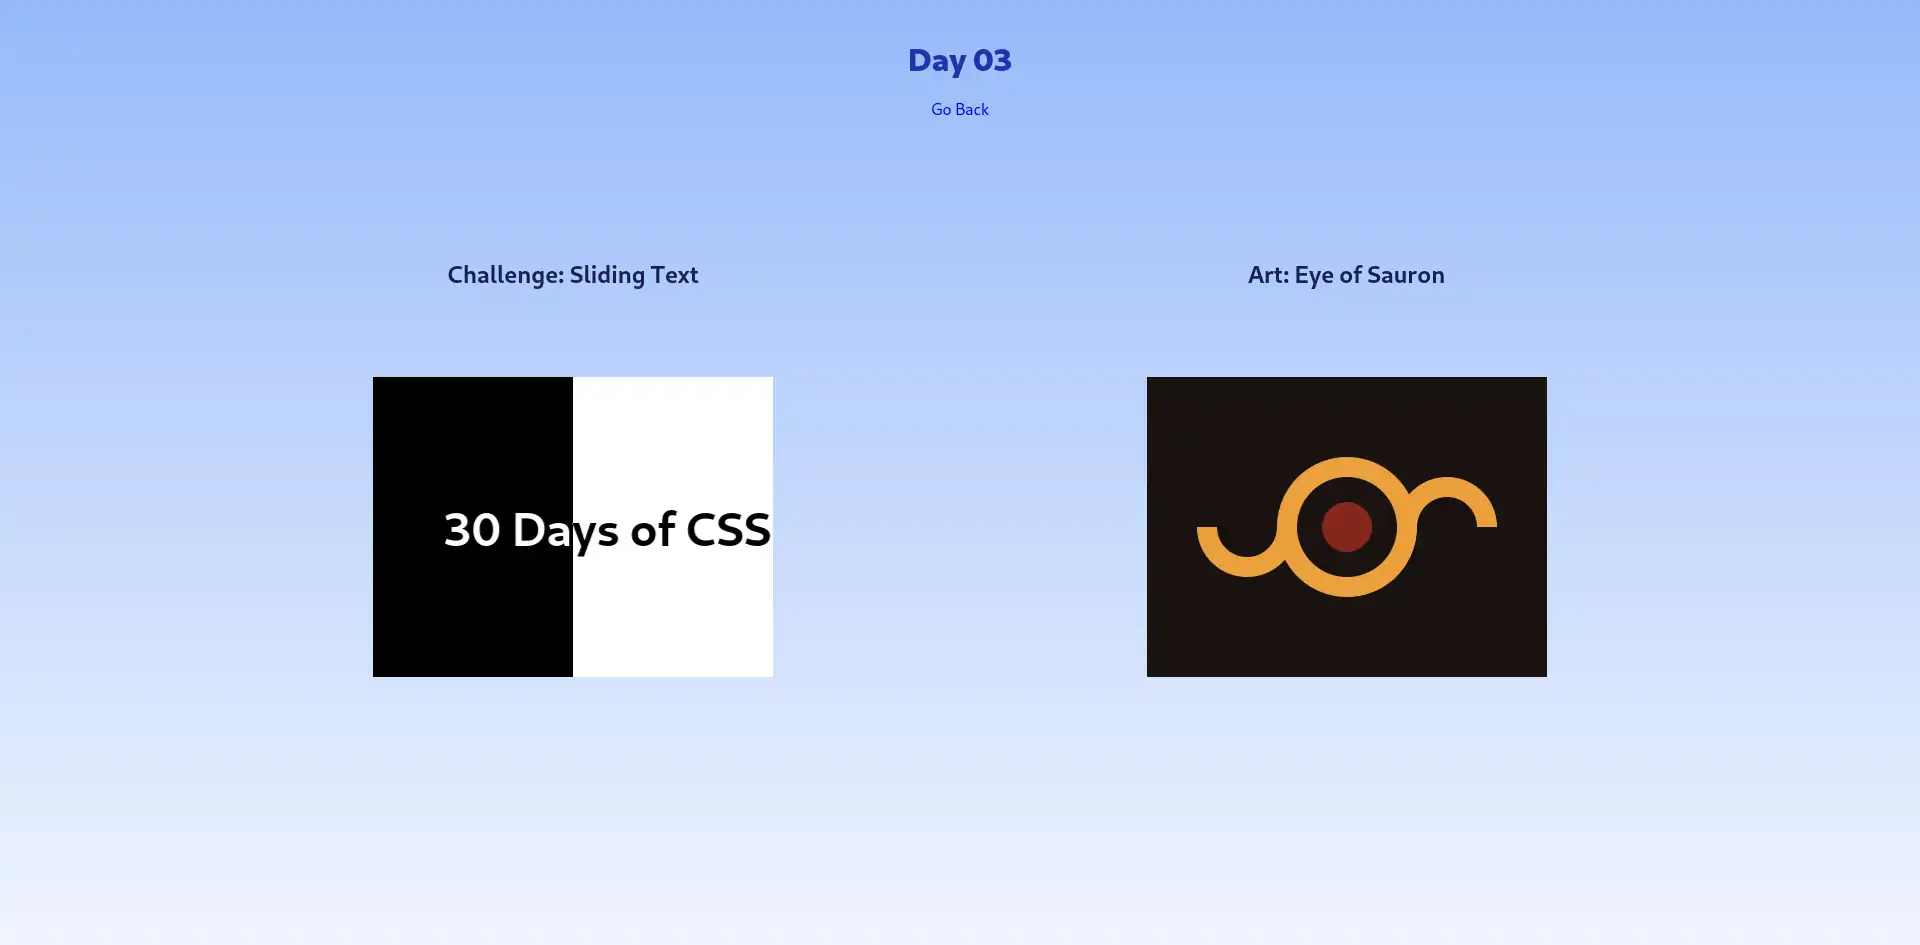 Day 03
Go Back
Challenge: Sliding Text
Art: Eye of Sauron
30 Days of CSS